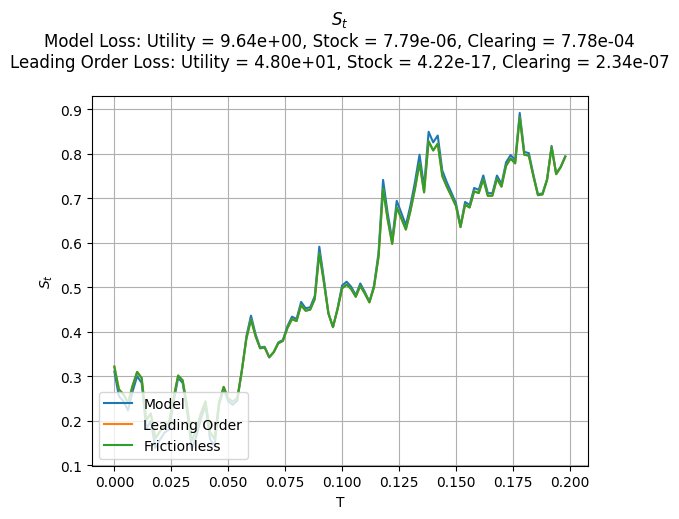 S_t
Model Loss: Utility = 9.64e+00, Stock = 7.79e-06, Clearing = 7.78e-04
Leading Order Loss: Utility = 4.80e+01, Stock = 4.22e-17, Clearing = 2.34e-07
0.9
0.8
0.7
0.6
0.5
0.4
0.3
0.2
0.1
S_t
Model
Leading Order
Frictionless
0.000 0.025 0.050 0.075 0.100 0.125 0.150 0.175 0.200
T